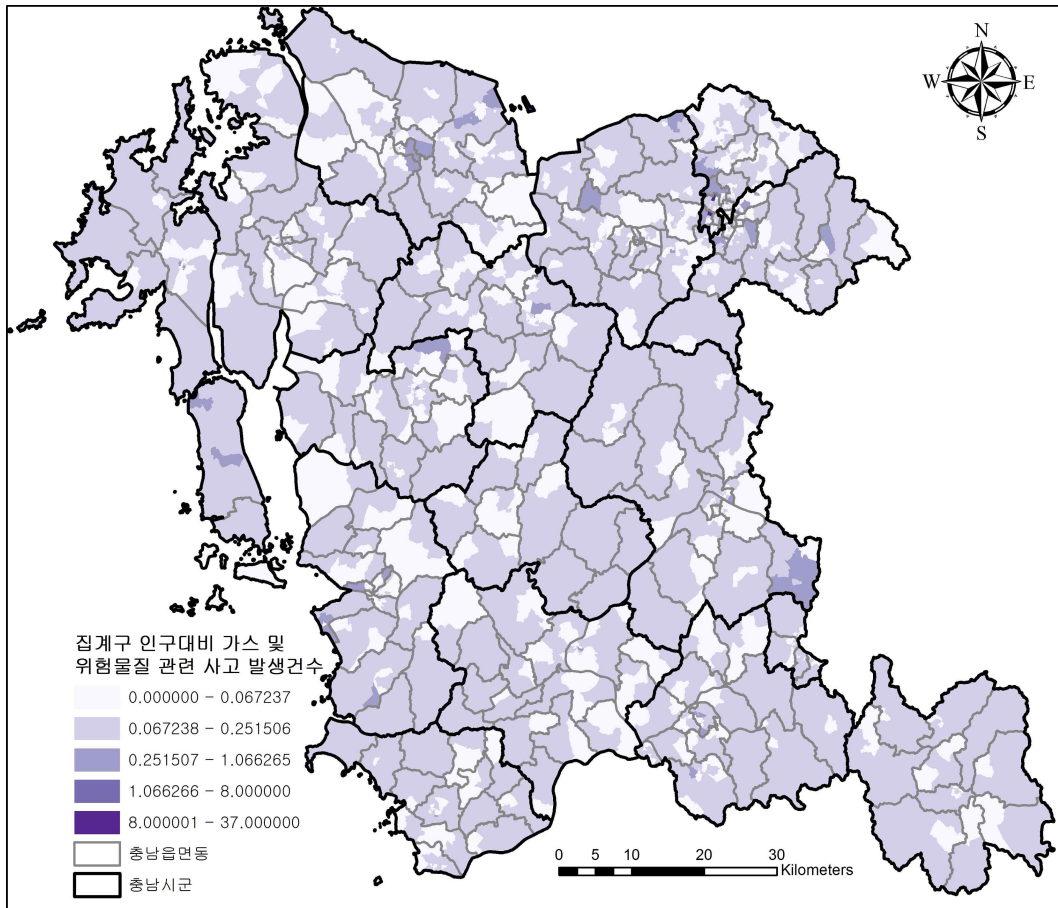 N
W E
S
집계구 인구대비 가스 및
위험물질 관련 사고 발생건수
0.000000 - 0.067237
0.067238 - 0.251506
0.251507 - 1.066265
1.066266 - 8.000000
8.000001 - 37.000000
충남읍면동
충남시군
0 5 10 20 30
Kilometers